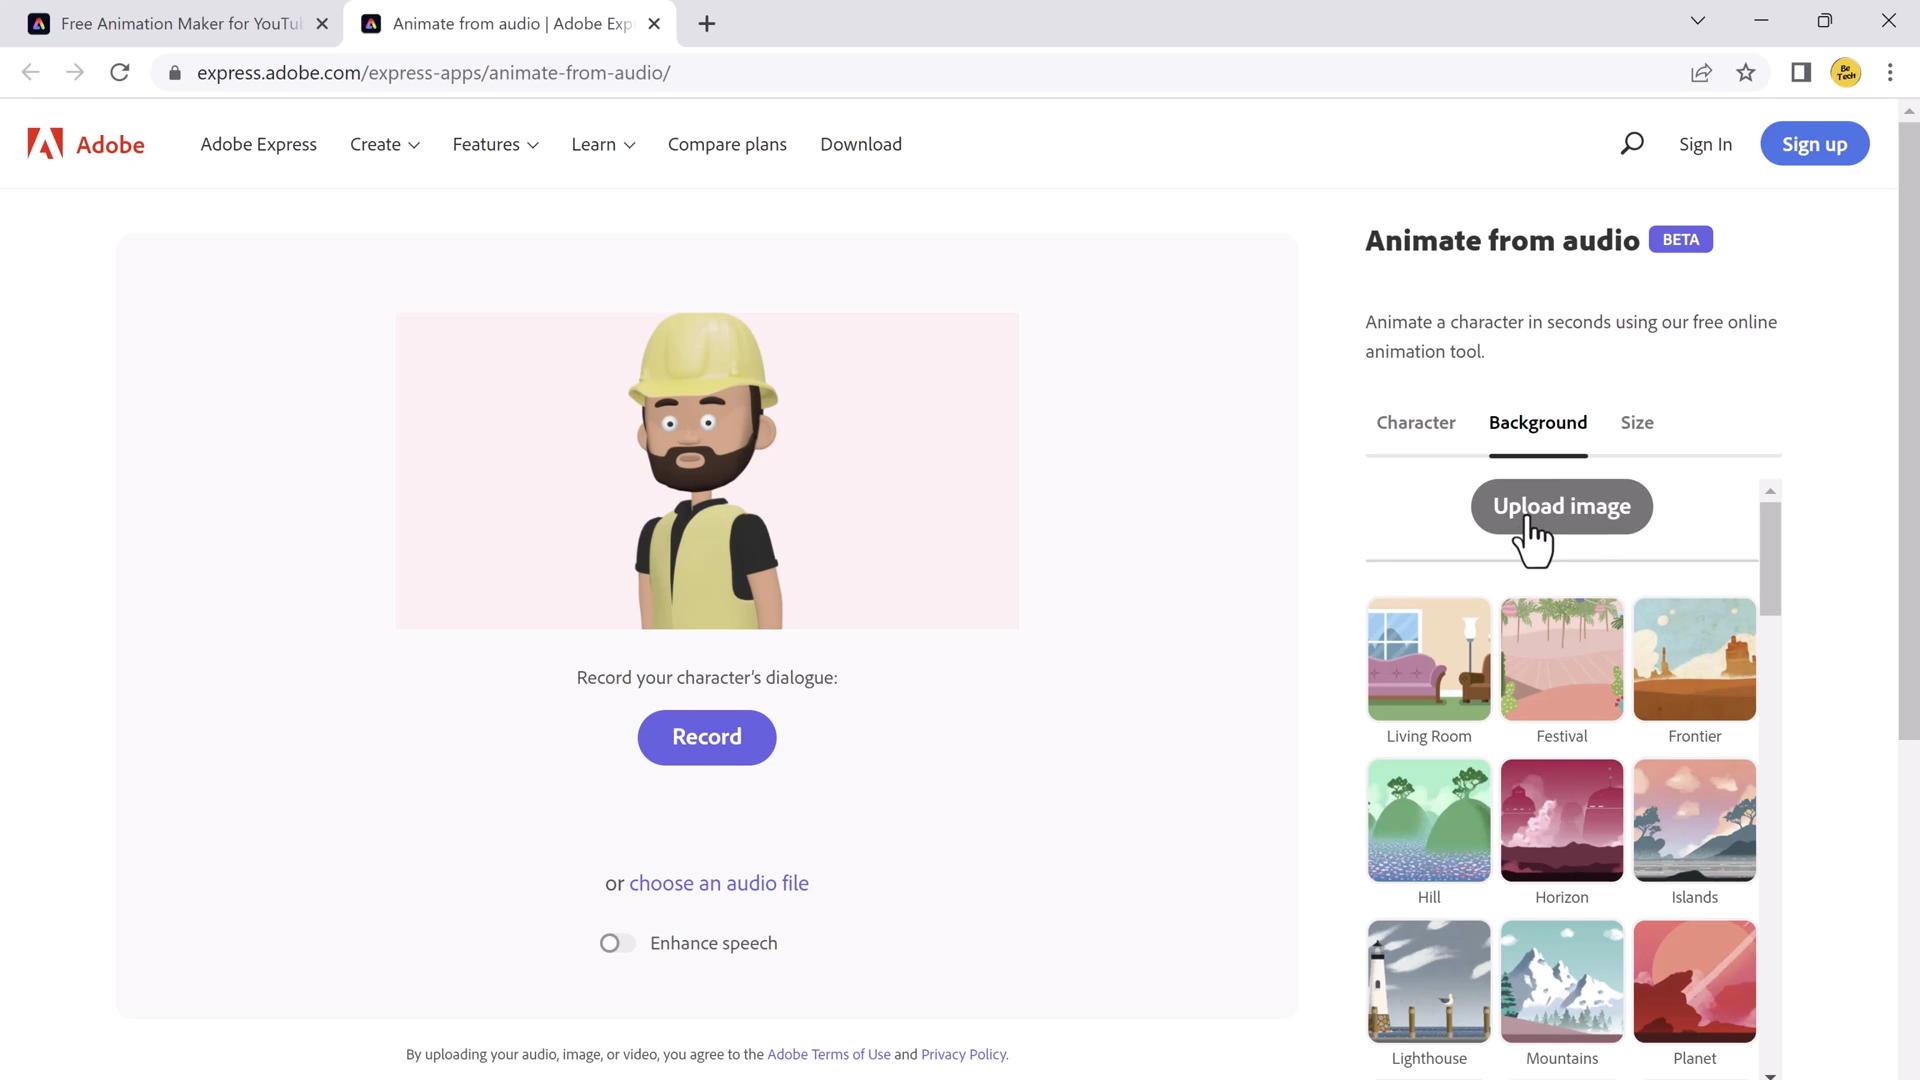 Free Animation Maker for YouTu
Animate from audio | Adobe Exp
express.adobe.com/express-apps/animate-from-audio/
Be
Tech
Adobe
Adobe Express
Create
Features
Learn
Compare plans
Download
Sign In
Sign up
Animate from audio BETA
Animate a character in seconds using our free online
animation tool.
Character
Background
Size
Upload image
Living Room
Festival
Frontier
Hill
Horizon
Islands
Lighthouse
Mountains
Planet
Record your character's dialogue:
Record
or choose an audio file
Enhance speech
By uploading your audio, image, or video, you agree to the Adobe Terms of Use and Privacy Policy.